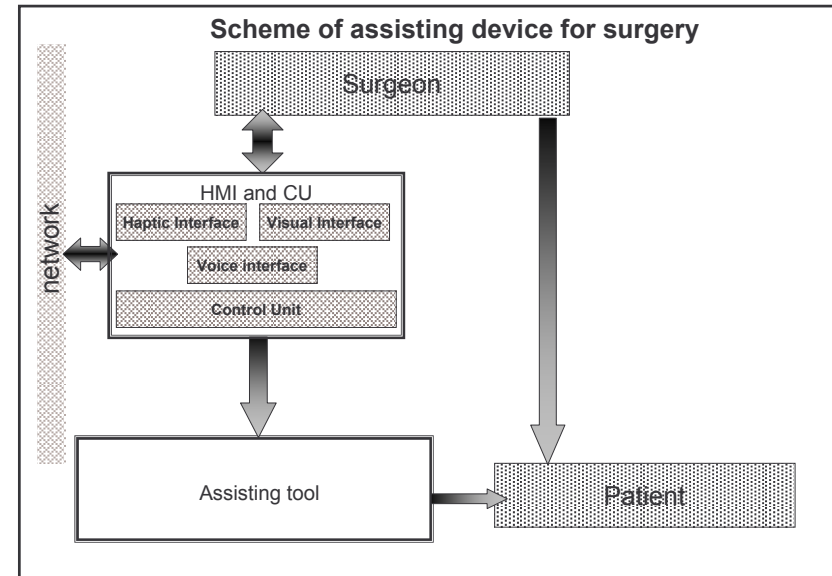 Scheme of assisting device for surgery
Surgeon
HMI and CU
Haptic Interface
Visual Interface
network
Voice Interface
Control Unit
Assisting tool
Patient